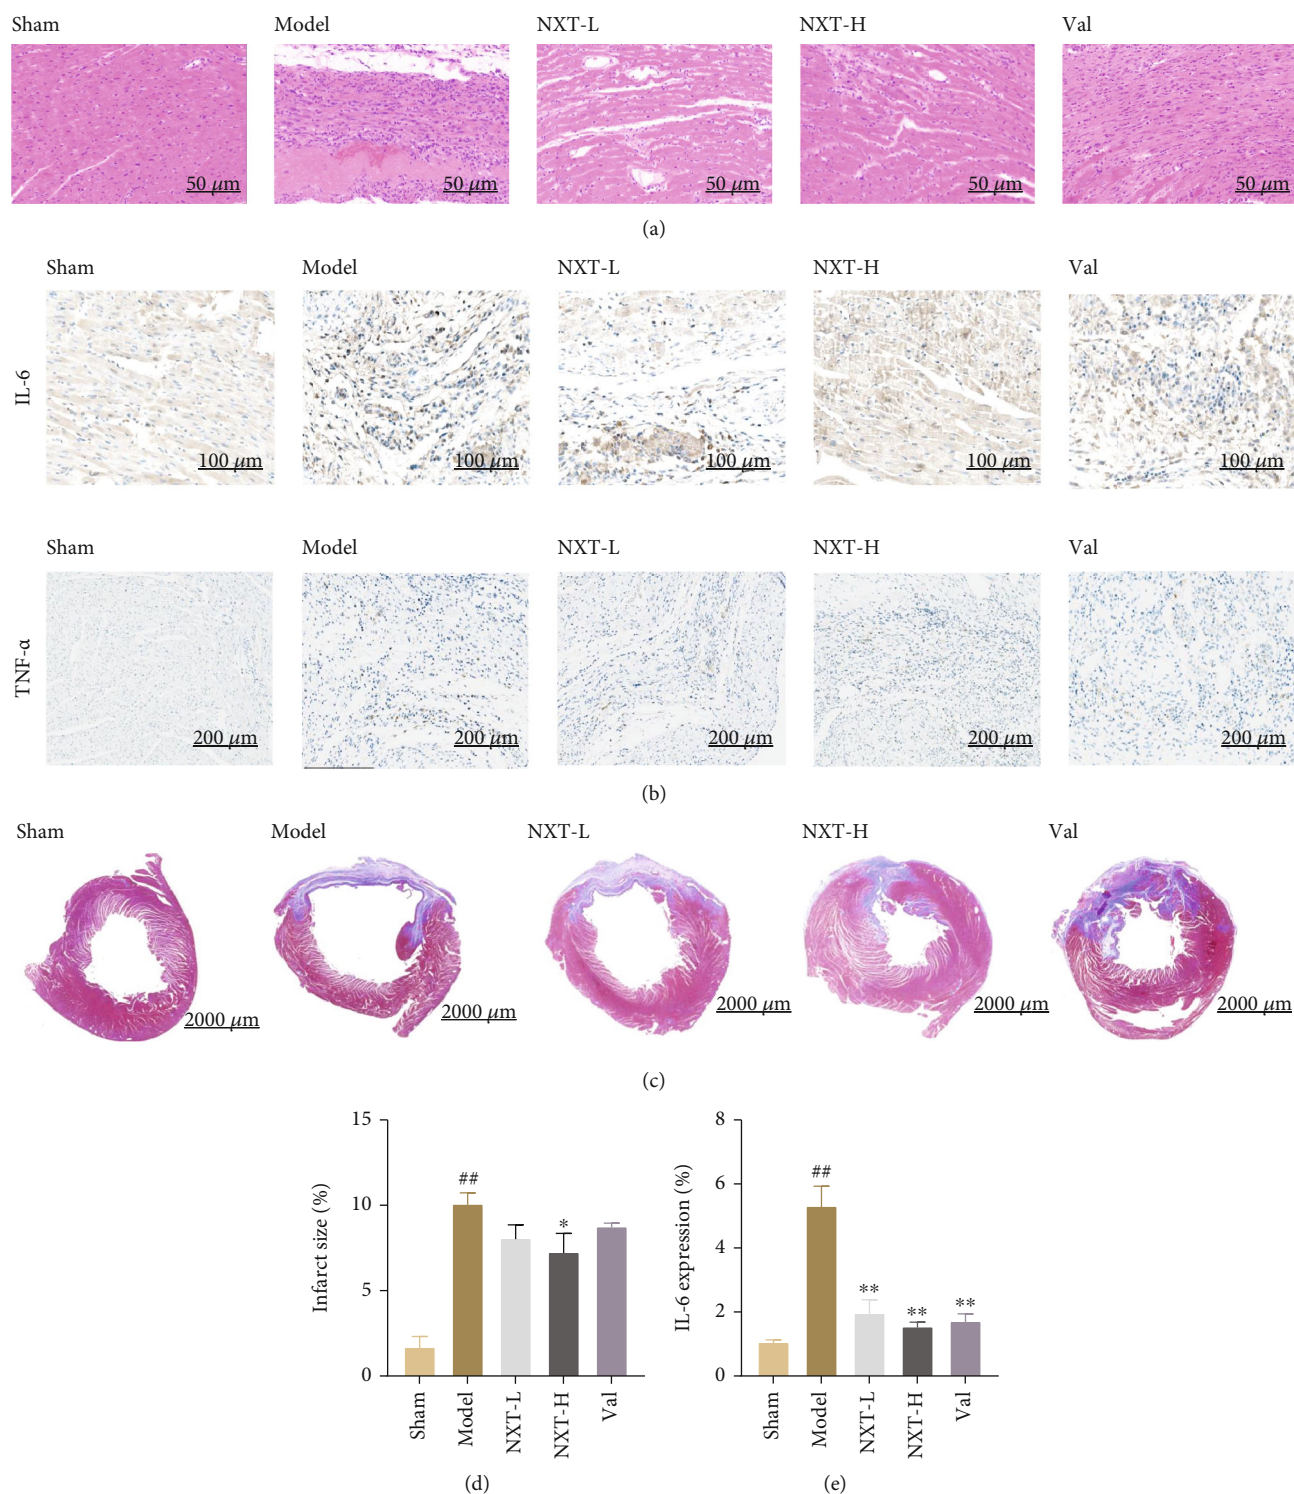 Sham Model NXT-L NXT-H Val
50 μm 50 μm 50 μm 50 μm 50 μm
(a)
Sham Model NXT-L NXT-H Val
IL-6
100 μm 100 μm 100 μm 100 μm 100 μm
Sham Model NXT-L NXT-H Val
TNF-α
200 μm 200 μm 200 μm 200 μm 200 μm
(b)
Sham Model NXT-L NXT-H Val
2000 μm 2000 μm 2000 μm 2000 μm 2000 μm
(c)
Infarct size (%)
15
10
5
0
##
*
Sham Model NXT-L NXT-H Val
(d)
IL-6 expression (%)
8
6
4
2
0
##
** ** **
Sham Model NXT-L NXT-H Val
(e)